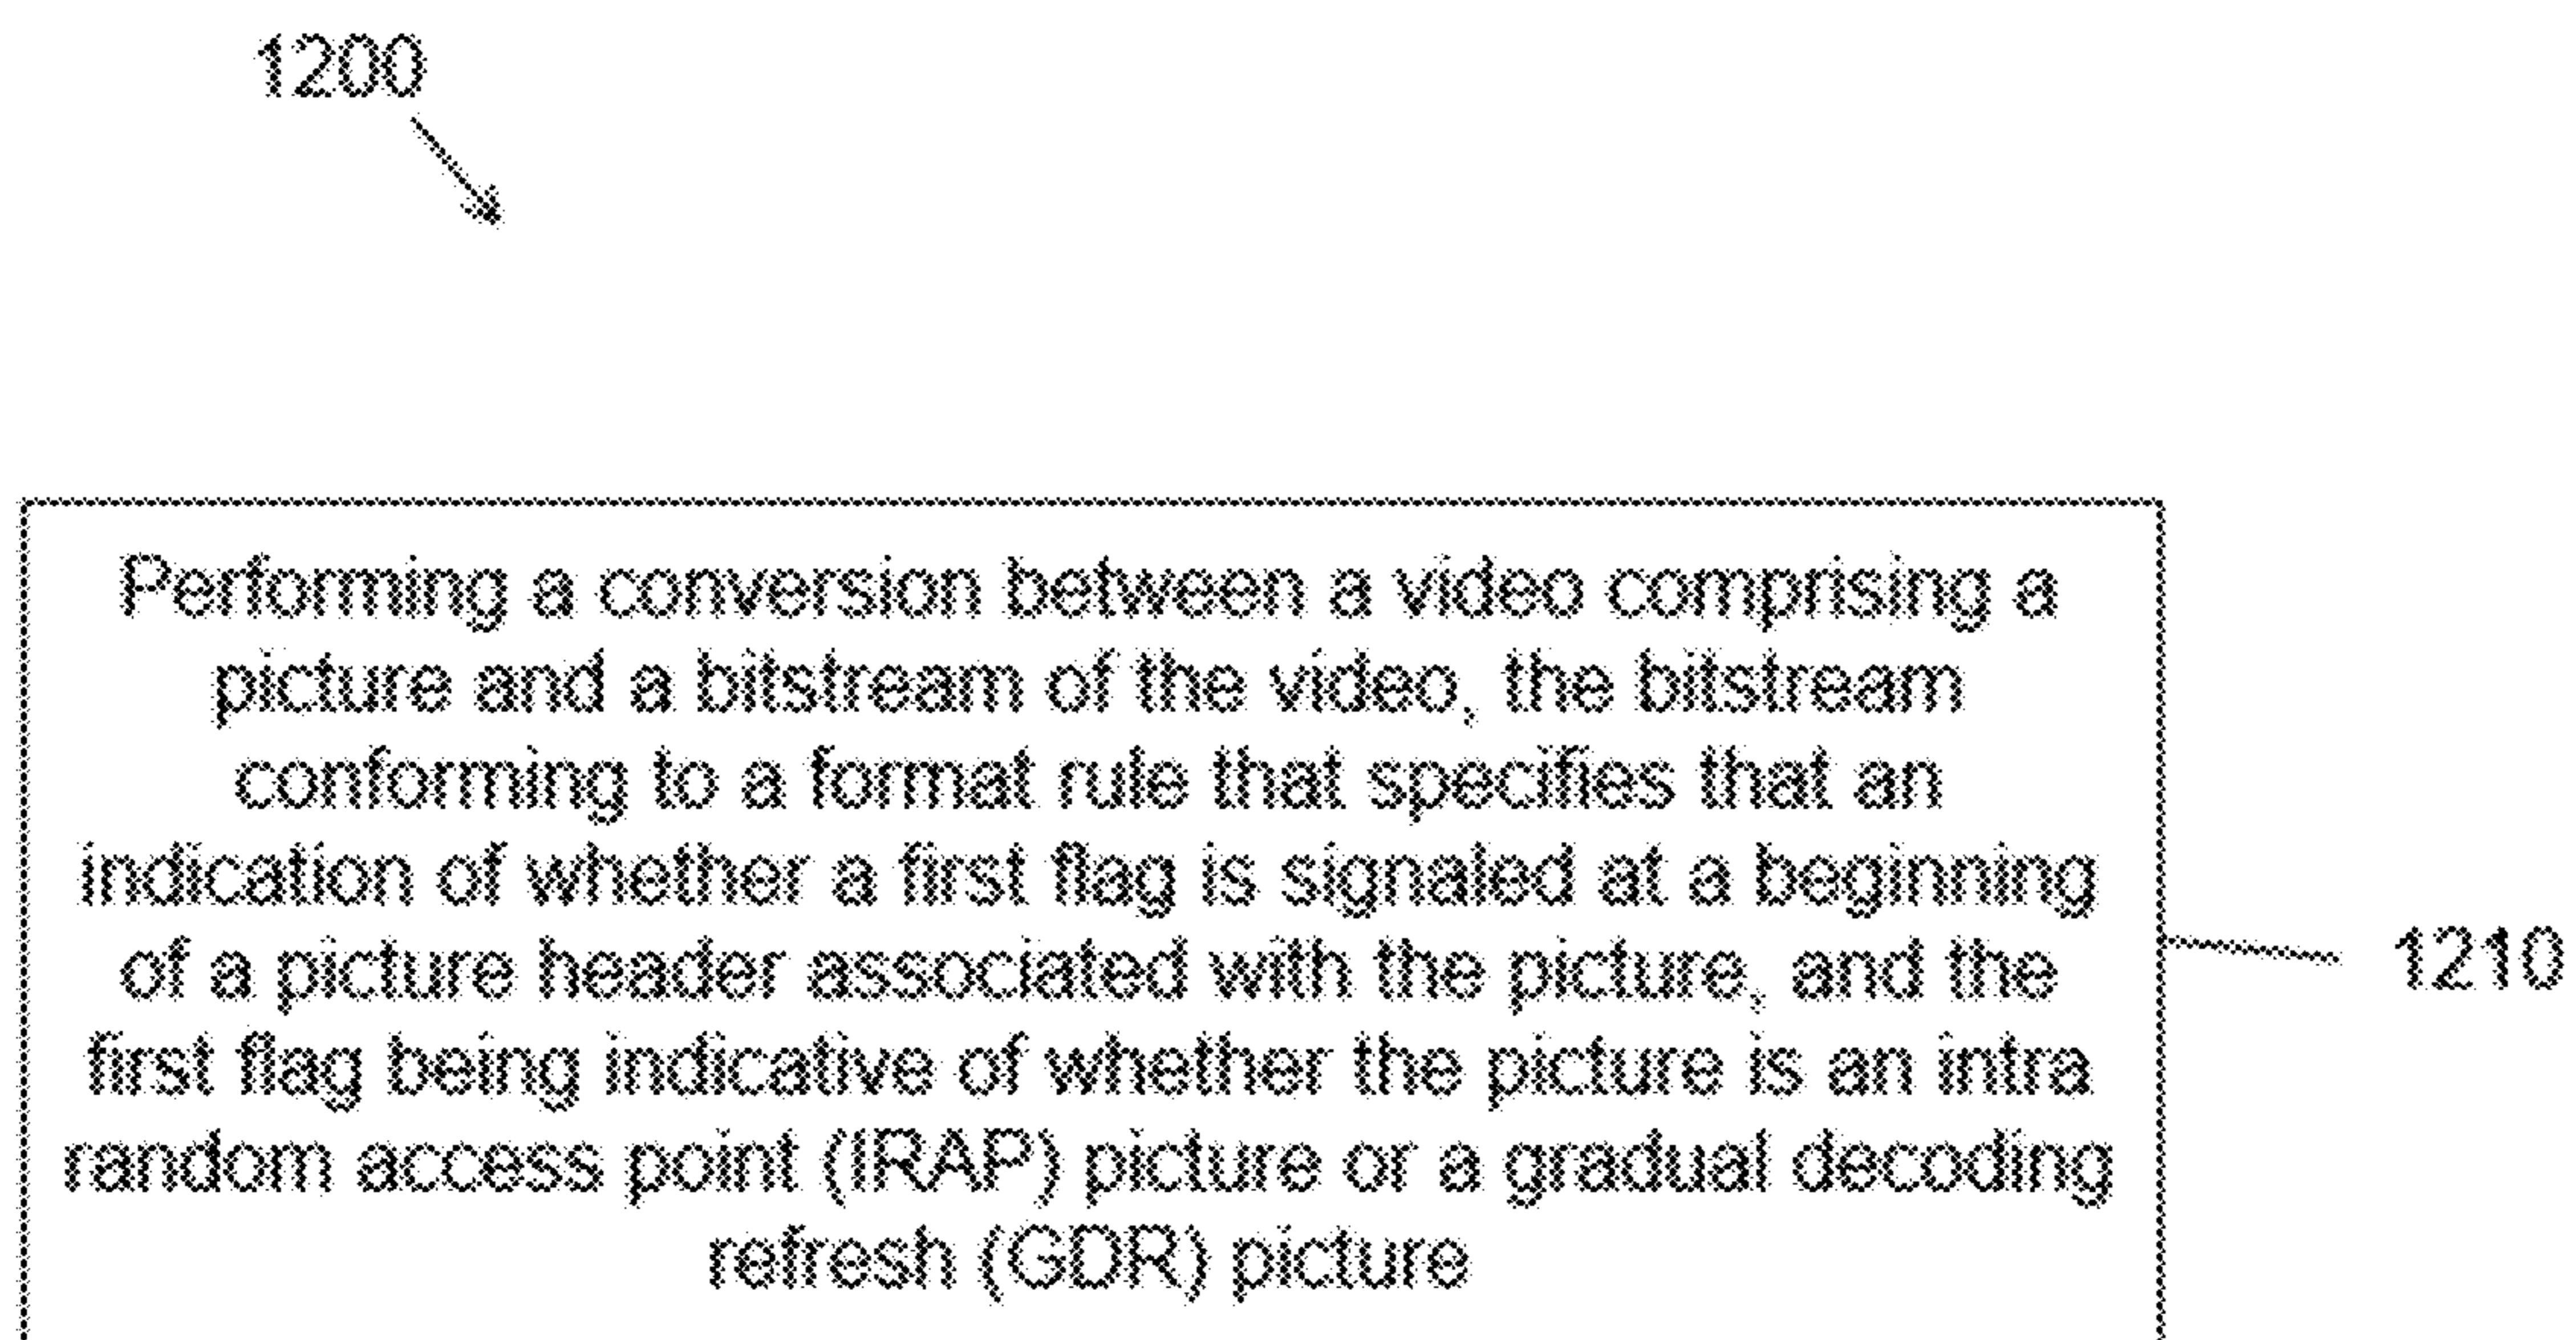 1200
Performing a conversion between a video comprising a
picture and a bitstream of the video, the bitstream
conforming to a format rule that specifies that an
indication of whether a first flag is signaled at a beginning
of a picture header associated with the picture, and the
first flag being indicative of whether the picture is an intra
random access point (IRAP) picture or a gradual decoding
refresh (GDR) picture
1210